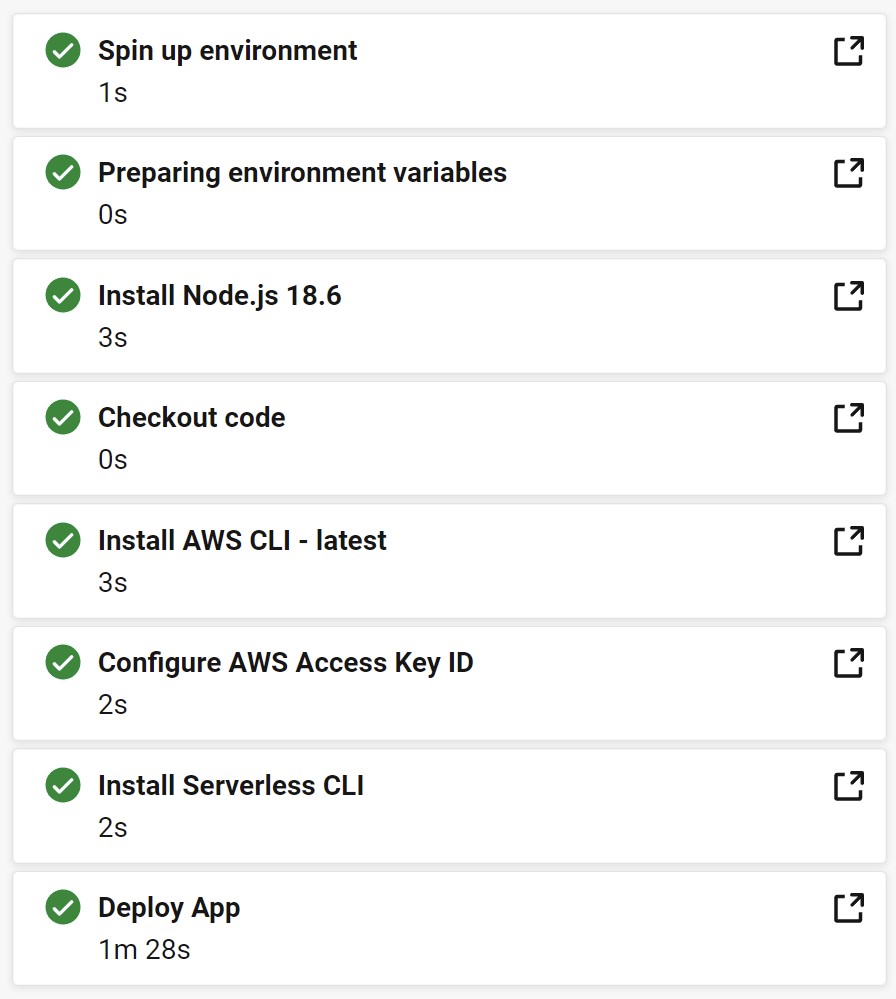 Spin up environment
1s
Preparing environment variables
0s
Install Node.js 18.6
3s
Checkout code
0s
Install AWS CLI - latest
3s
Configure AWS Access Key ID
2s
Install Serverless CLI
2s
Deploy App
1m 28s